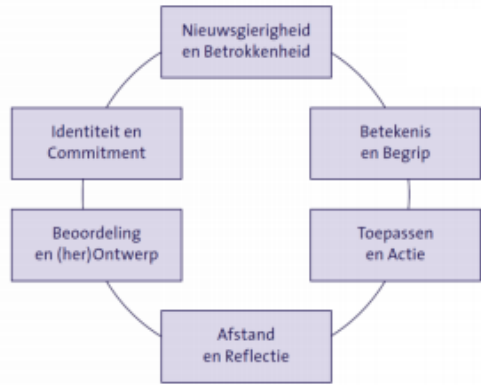 Nieuwsgierigheid
en Betrokkenheid
Identiteit en
Commitment
Betekenis
en Begrip
Beoordeling
en (her)Ontwerp
Toepassen
en Actie
Afstand
en Reflectie